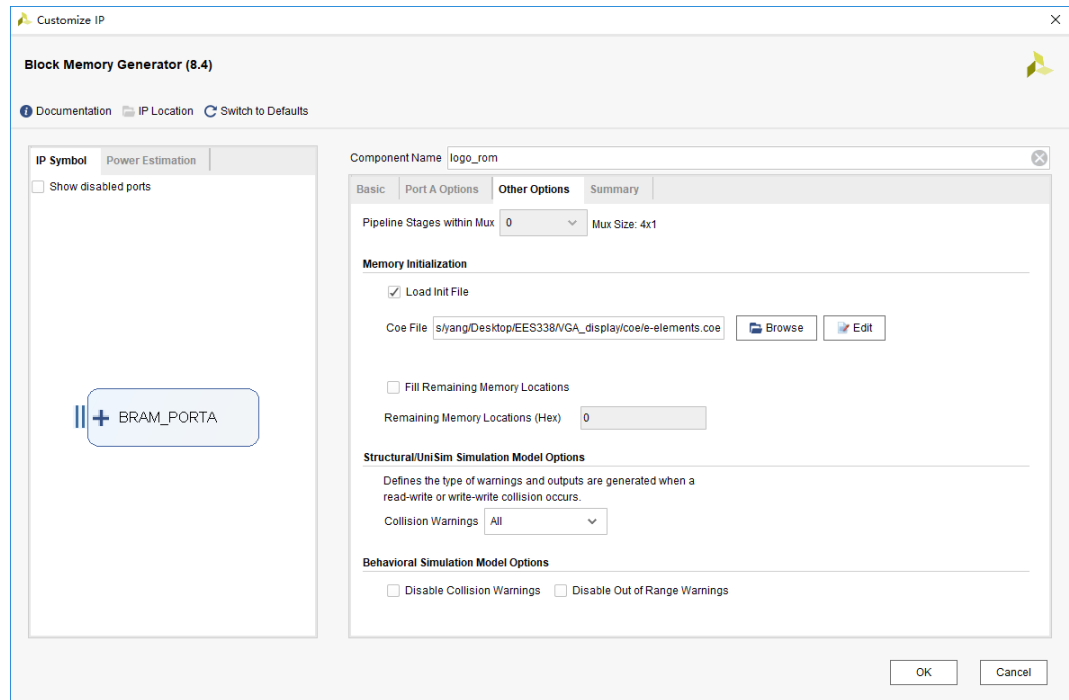 Customize IP
Block Memory Generator (8.4)
Documentation IP Location Switch to Defaults
IP Symbol Power Estimation
Show disabled ports
BRAM_PORTA
Component Name logo_rom
Basic Port A Options Other Options Summary
Pipeline Stages within Mux 0 Mux Size: 4x1
Memory Initialization
Load Init File
Coe File s/yang/Desktop/EES338/VGA_display/coe/e-elements.coe Browse Edit
Fill Remaining Memory Locations
Remaining Memory Locations (Hex) 0
Structural/UniSim Simulation Model Options
Defines the type of warnings and outputs are generated when a
read-write or write-write collision occurs.
Collision Warnings All
Behavioral Simulation Model Options
Disable Collision Warnings Disable Out of Range Warnings
OK Cancel